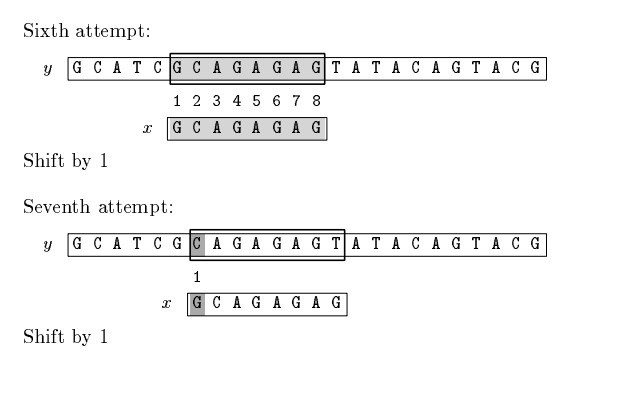 Sixth attempt:
y G C A T C G C A G A G A G T A T A C A G T A C G
1 2 3 4 5 6 7 8
x G C A G A G A G
Shift by 1
Seventh attempt:
y G C A T C G C A G A G A G T A T A C A G T A C G
1
x G C A G A G A G
Shift by 1